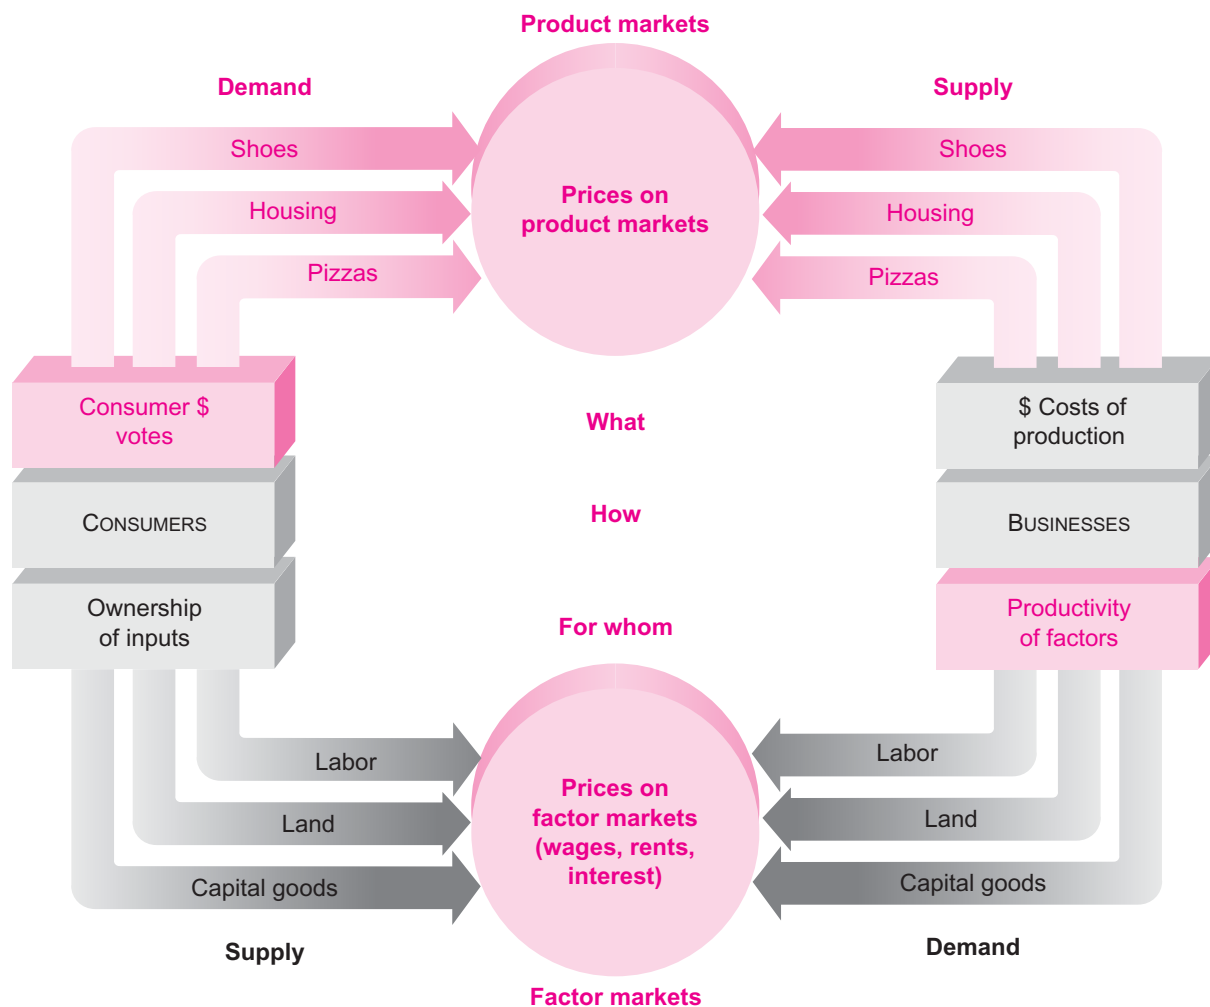 Product markets
Demand
Supply
Shoes
Shoes
Housing
Prices on
product markets
Housing
Pizzas
Pizzas
Consumer $
votes
What
$ Costs of
production
CONSUMERS
How
BUSINESSES
Ownership
of inputs
For whom
Productivity
of factors
Labor
Labor
Land
Prices on
factor markets
(wages, rents,
interest)
Land
Capital goods
Capital goods
Supply
Demand
Factor markets